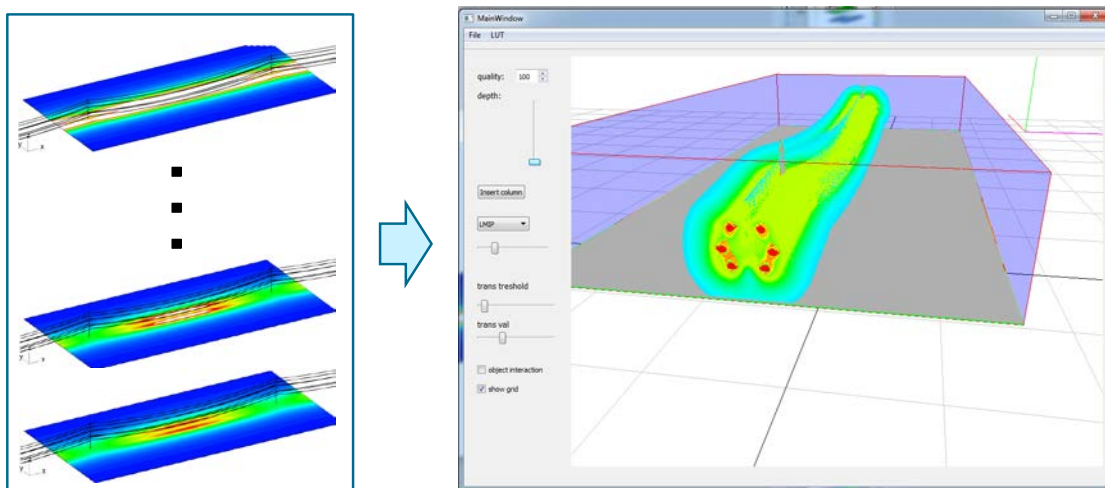 MainWindow
File LUT
quality: 100
depth:
Insert column
LMIP
trans treshold
trans val
object interaction
show grid
z
y x
y x
y x